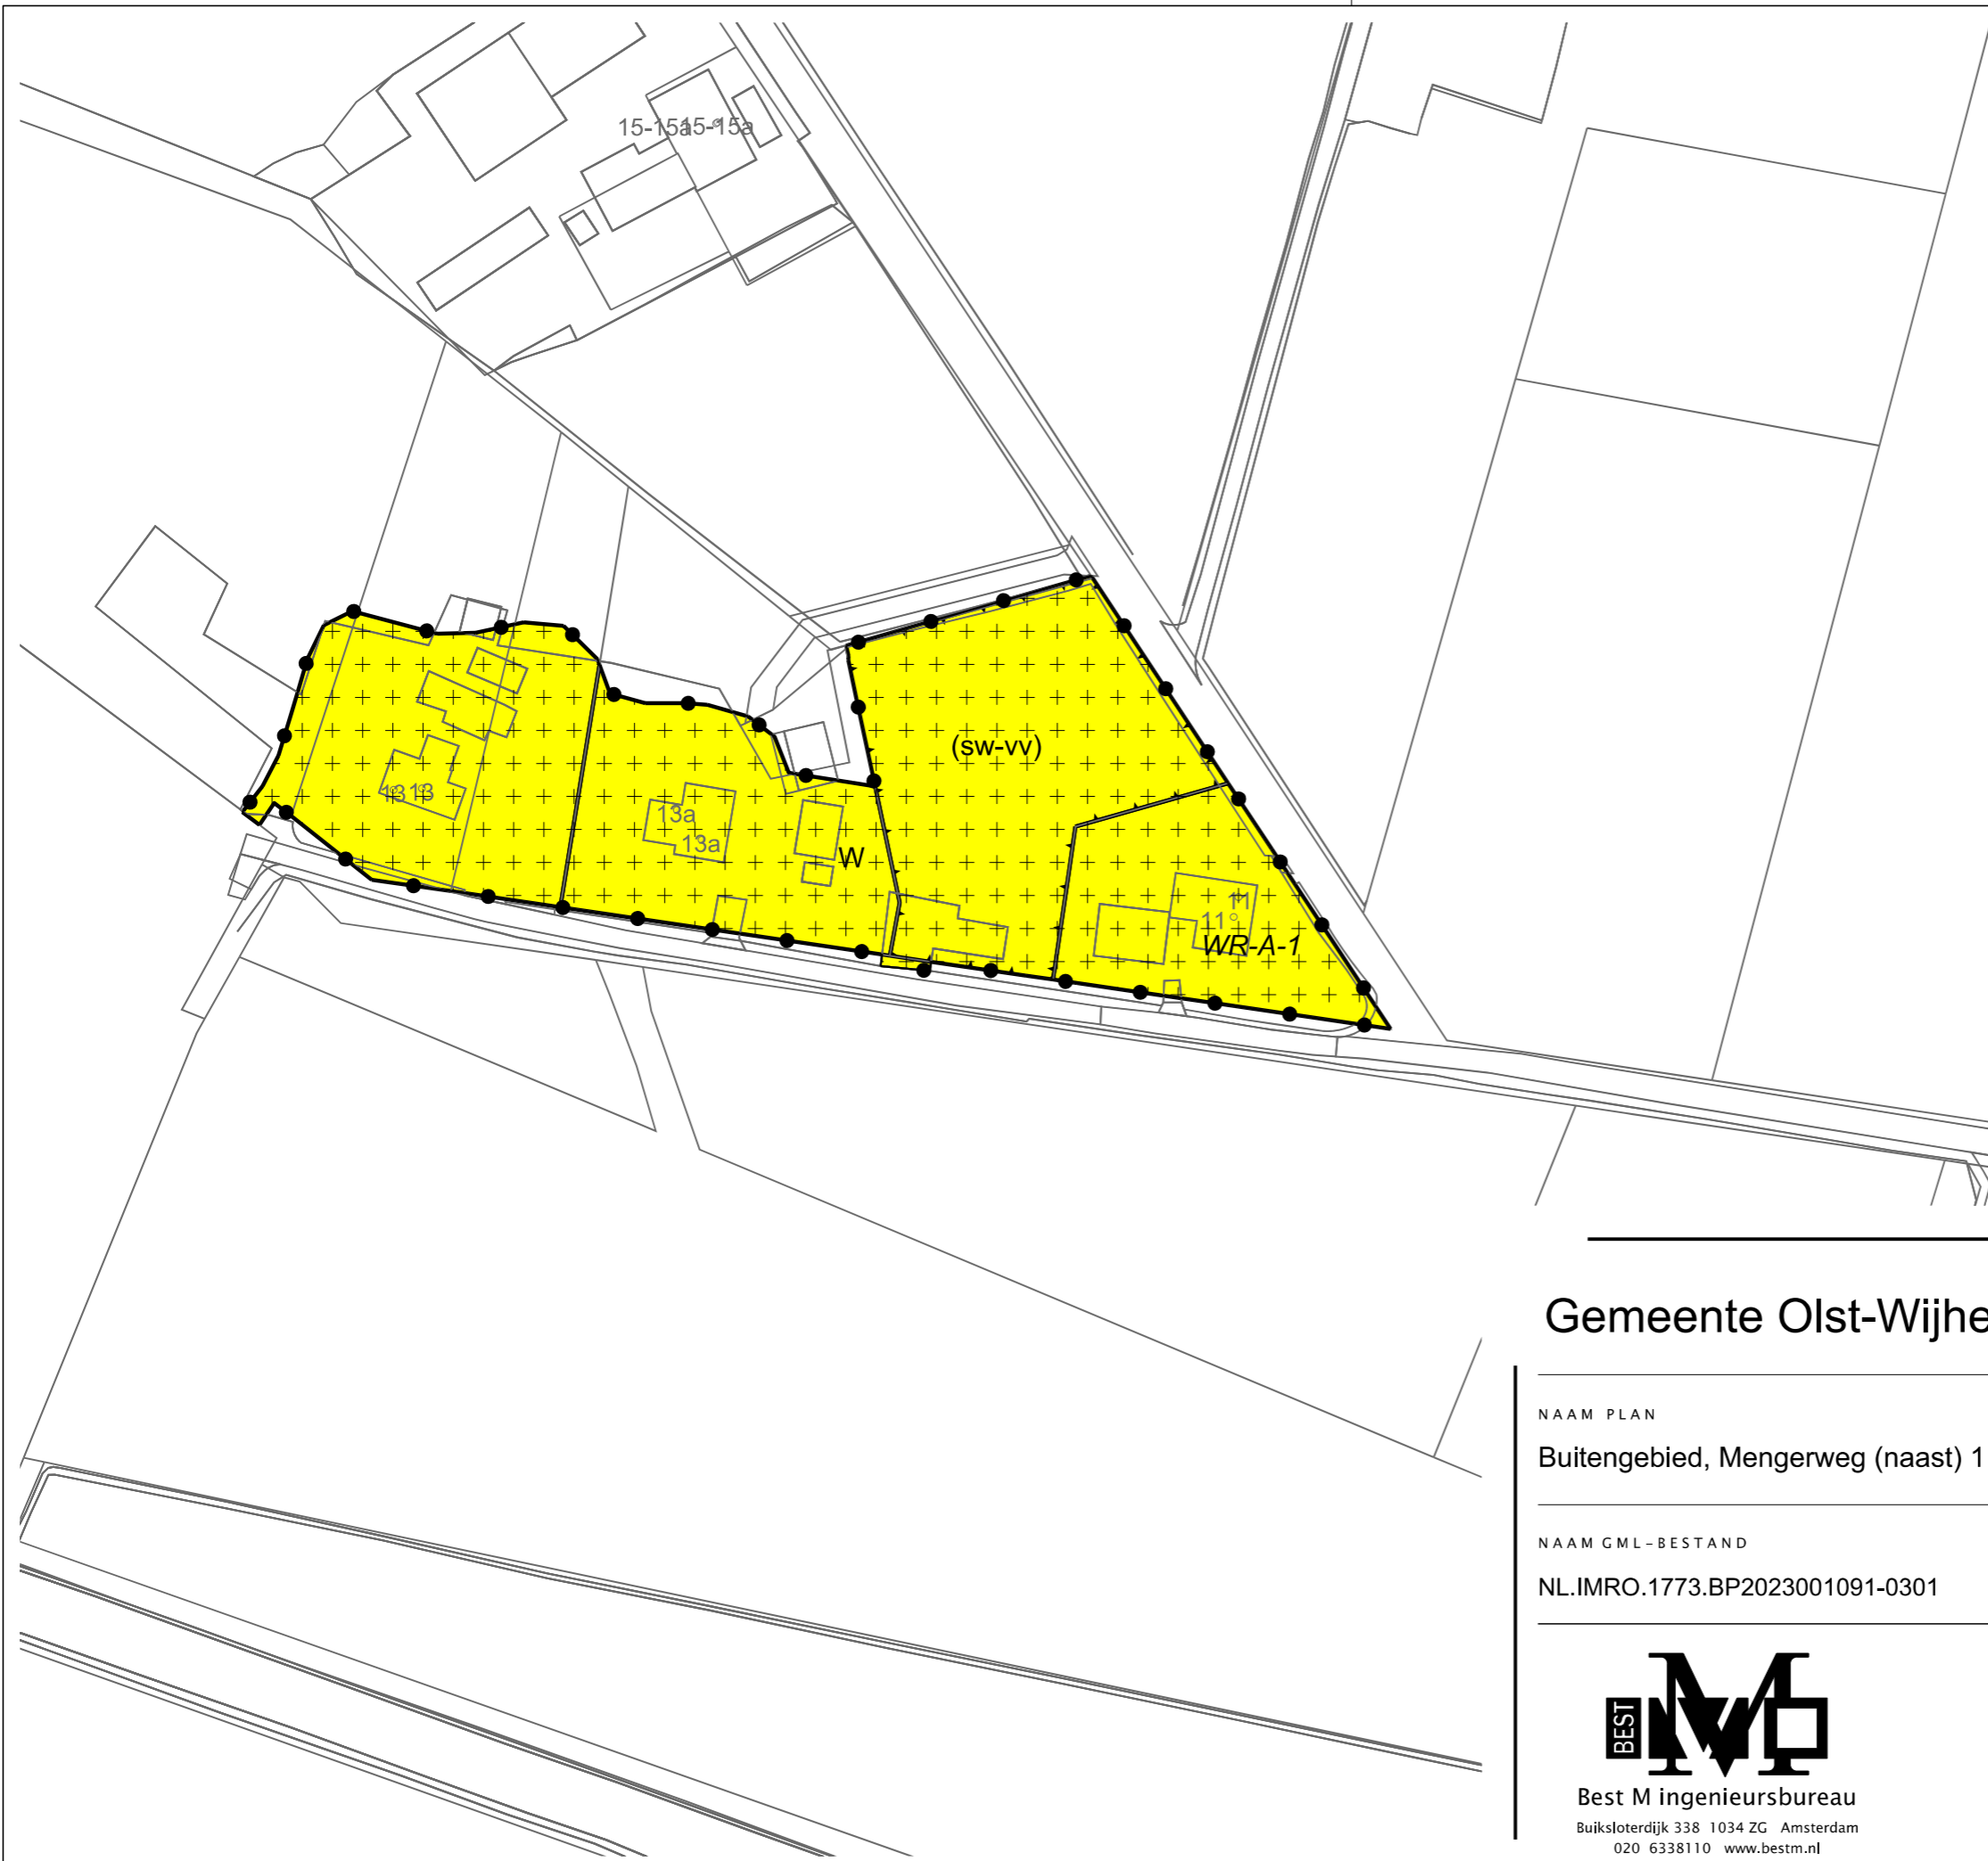 15-15a 15-15a
(sw-vv)
13 13
13a
13a
W
11
11
WR-A-1
Gemeente Olst-Wijhe
NAAM PLAN
Buitengebied, Mengerweg (naast) 1
NAAM GML-BESTAND
NL.IMRO.1773.BP2023001091-0301
BEST
M
Best M ingenieursbureau
Buiksloterdijk 338 1034 ZG Amsterdam
020 6338110 www.bestm.nl